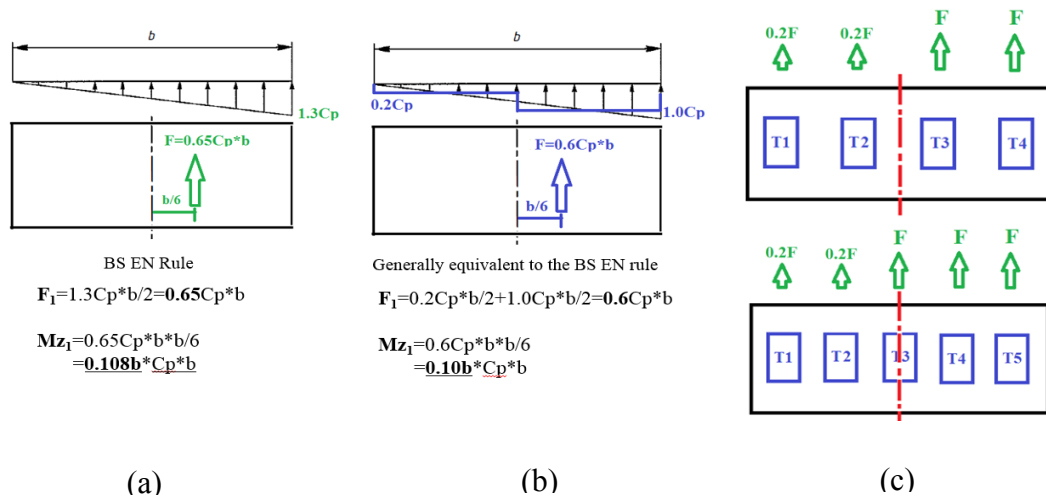 b
1.3Cp
F=0.65Cp*b
b/6
BS EN Rule
F₁=1.3Cp*b/2=0.65Cp*b
Mz₁=0.65Cp*b*b/6
=0.108b*Cp*b
(a)
b
0.2Cp
1.0Cp
F=0.6Cp*b
b/6
Generally equivalent to the BS EN rule
F₁=0.2Cp*b/2+1.0Cp*b/2=0.6Cp*b
Mz₁=0.6Cp*b*b/6
=0.10b*Cp*b
(b)
0.2F 0.2F F F
T1 T2 T3 T4
0.2F 0.2F F F F
T1 T2 T3 T4 T5
(c)